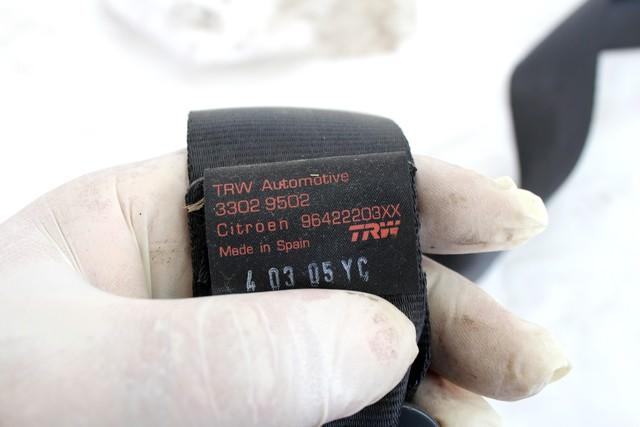 TRW Automotive
3302 9502
Citroen 96422203XX
TRW
Made in Spain
4 03 05 YC